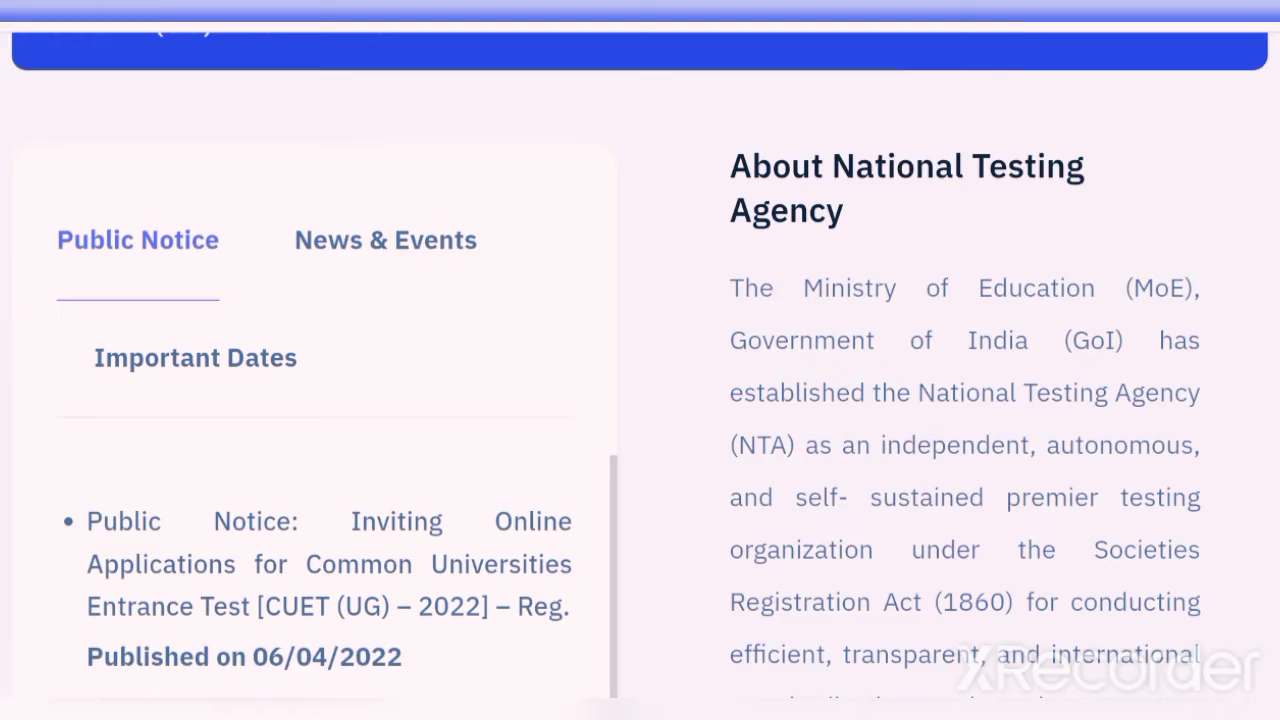 Public Notice
News & Events
Important Dates
• Public Notice: Inviting Online
Applications for Common Universities
Entrance Test [CUET (UG) – 2022] – Reg.
Published on 06/04/2022
About National Testing
Agency
The Ministry of Education (MoE),
Government of India (GoI) has
established the National Testing Agency
(NTA) as an independent, autonomous,
and self- sustained premier testing
organization under the Societies
Registration Act (1860) for conducting
efficient, transparent, and international
XRecorder